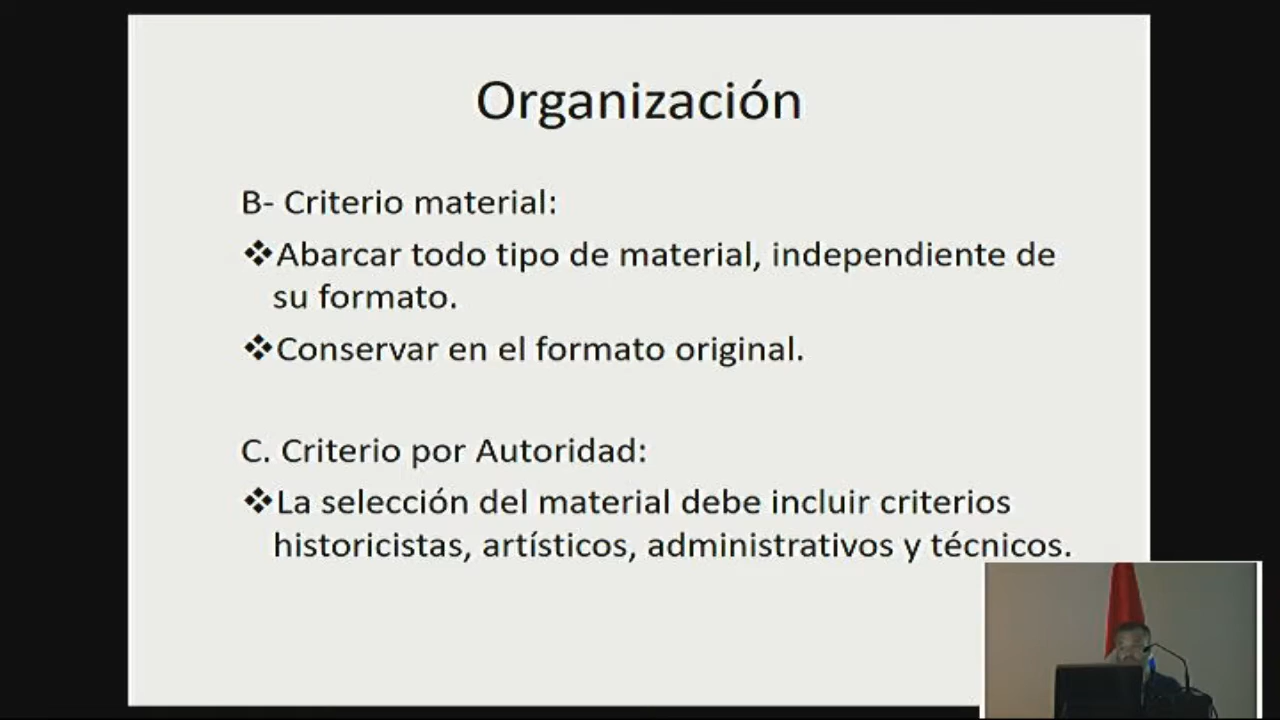 Organización
B- Criterio material:
❖Abarcar todo tipo de material, independiente de
su formato.
❖Conservar en el formato original.
C. Criterio por Autoridad:
❖La selección del material debe incluir criterios
historicistas, artísticos, administrativos y técnicos.